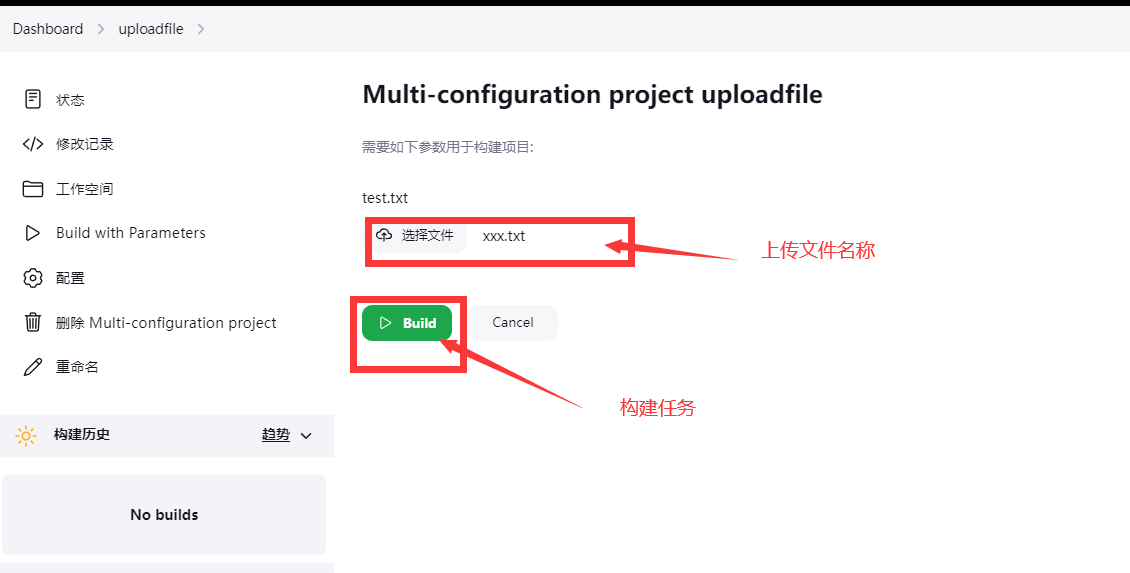 Dashboard > uploadfile >
状态
修改记录
工作空间
Build with Parameters
配置
删除 Multi-configuration project
重命名
构建历史 趋势
No builds
Multi-configuration project uploadfile
需要如下参数用于构建项目:
test.txt
选择文件 xxx.txt
上传文件名称
Build Cancel
构建任务